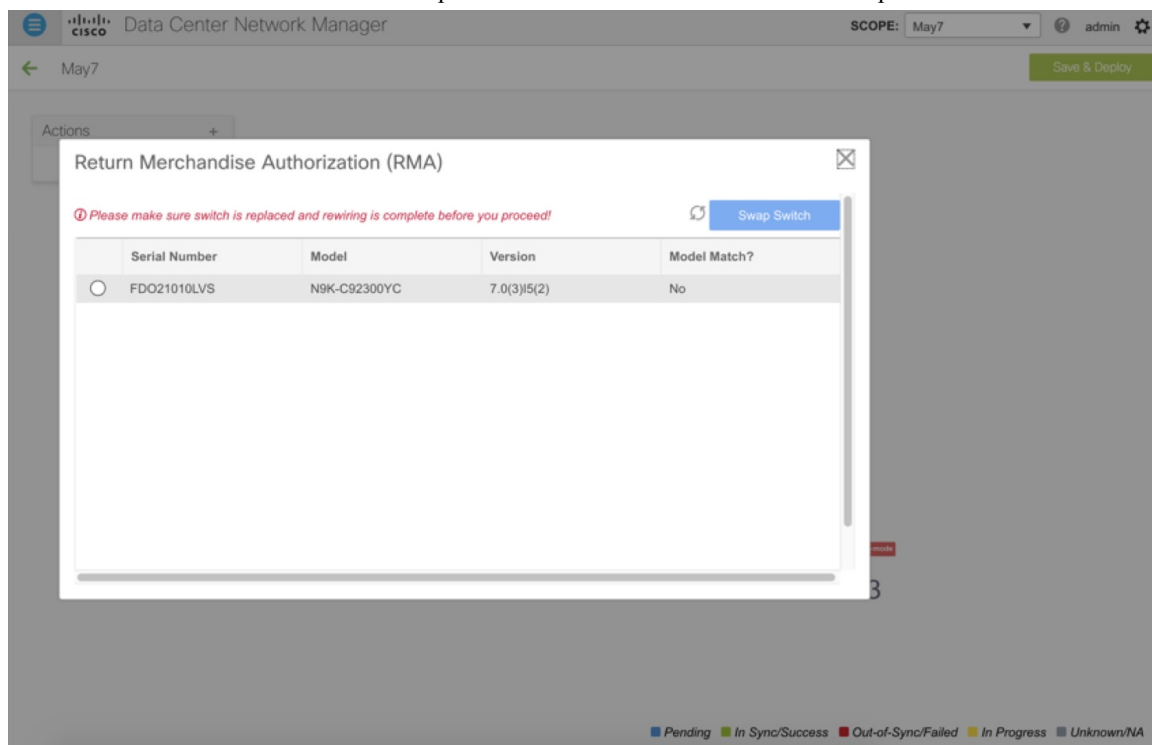 CISCO Data Center Network Manager SCOPE: May7 admin
May7 Save & Deploy
Actions +
Return Merchandise Authorization (RMA)
Please make sure switch is replaced and rewiring is complete before you proceed! Swap Switch
Serial Number Model Version Model Match?
FDO21010LVS N9K-C92300YC 7.0(3)I5(2) No
mode
3
Pending In Sync/Success Out-of-Sync/Failed In Progress Unknown/NA